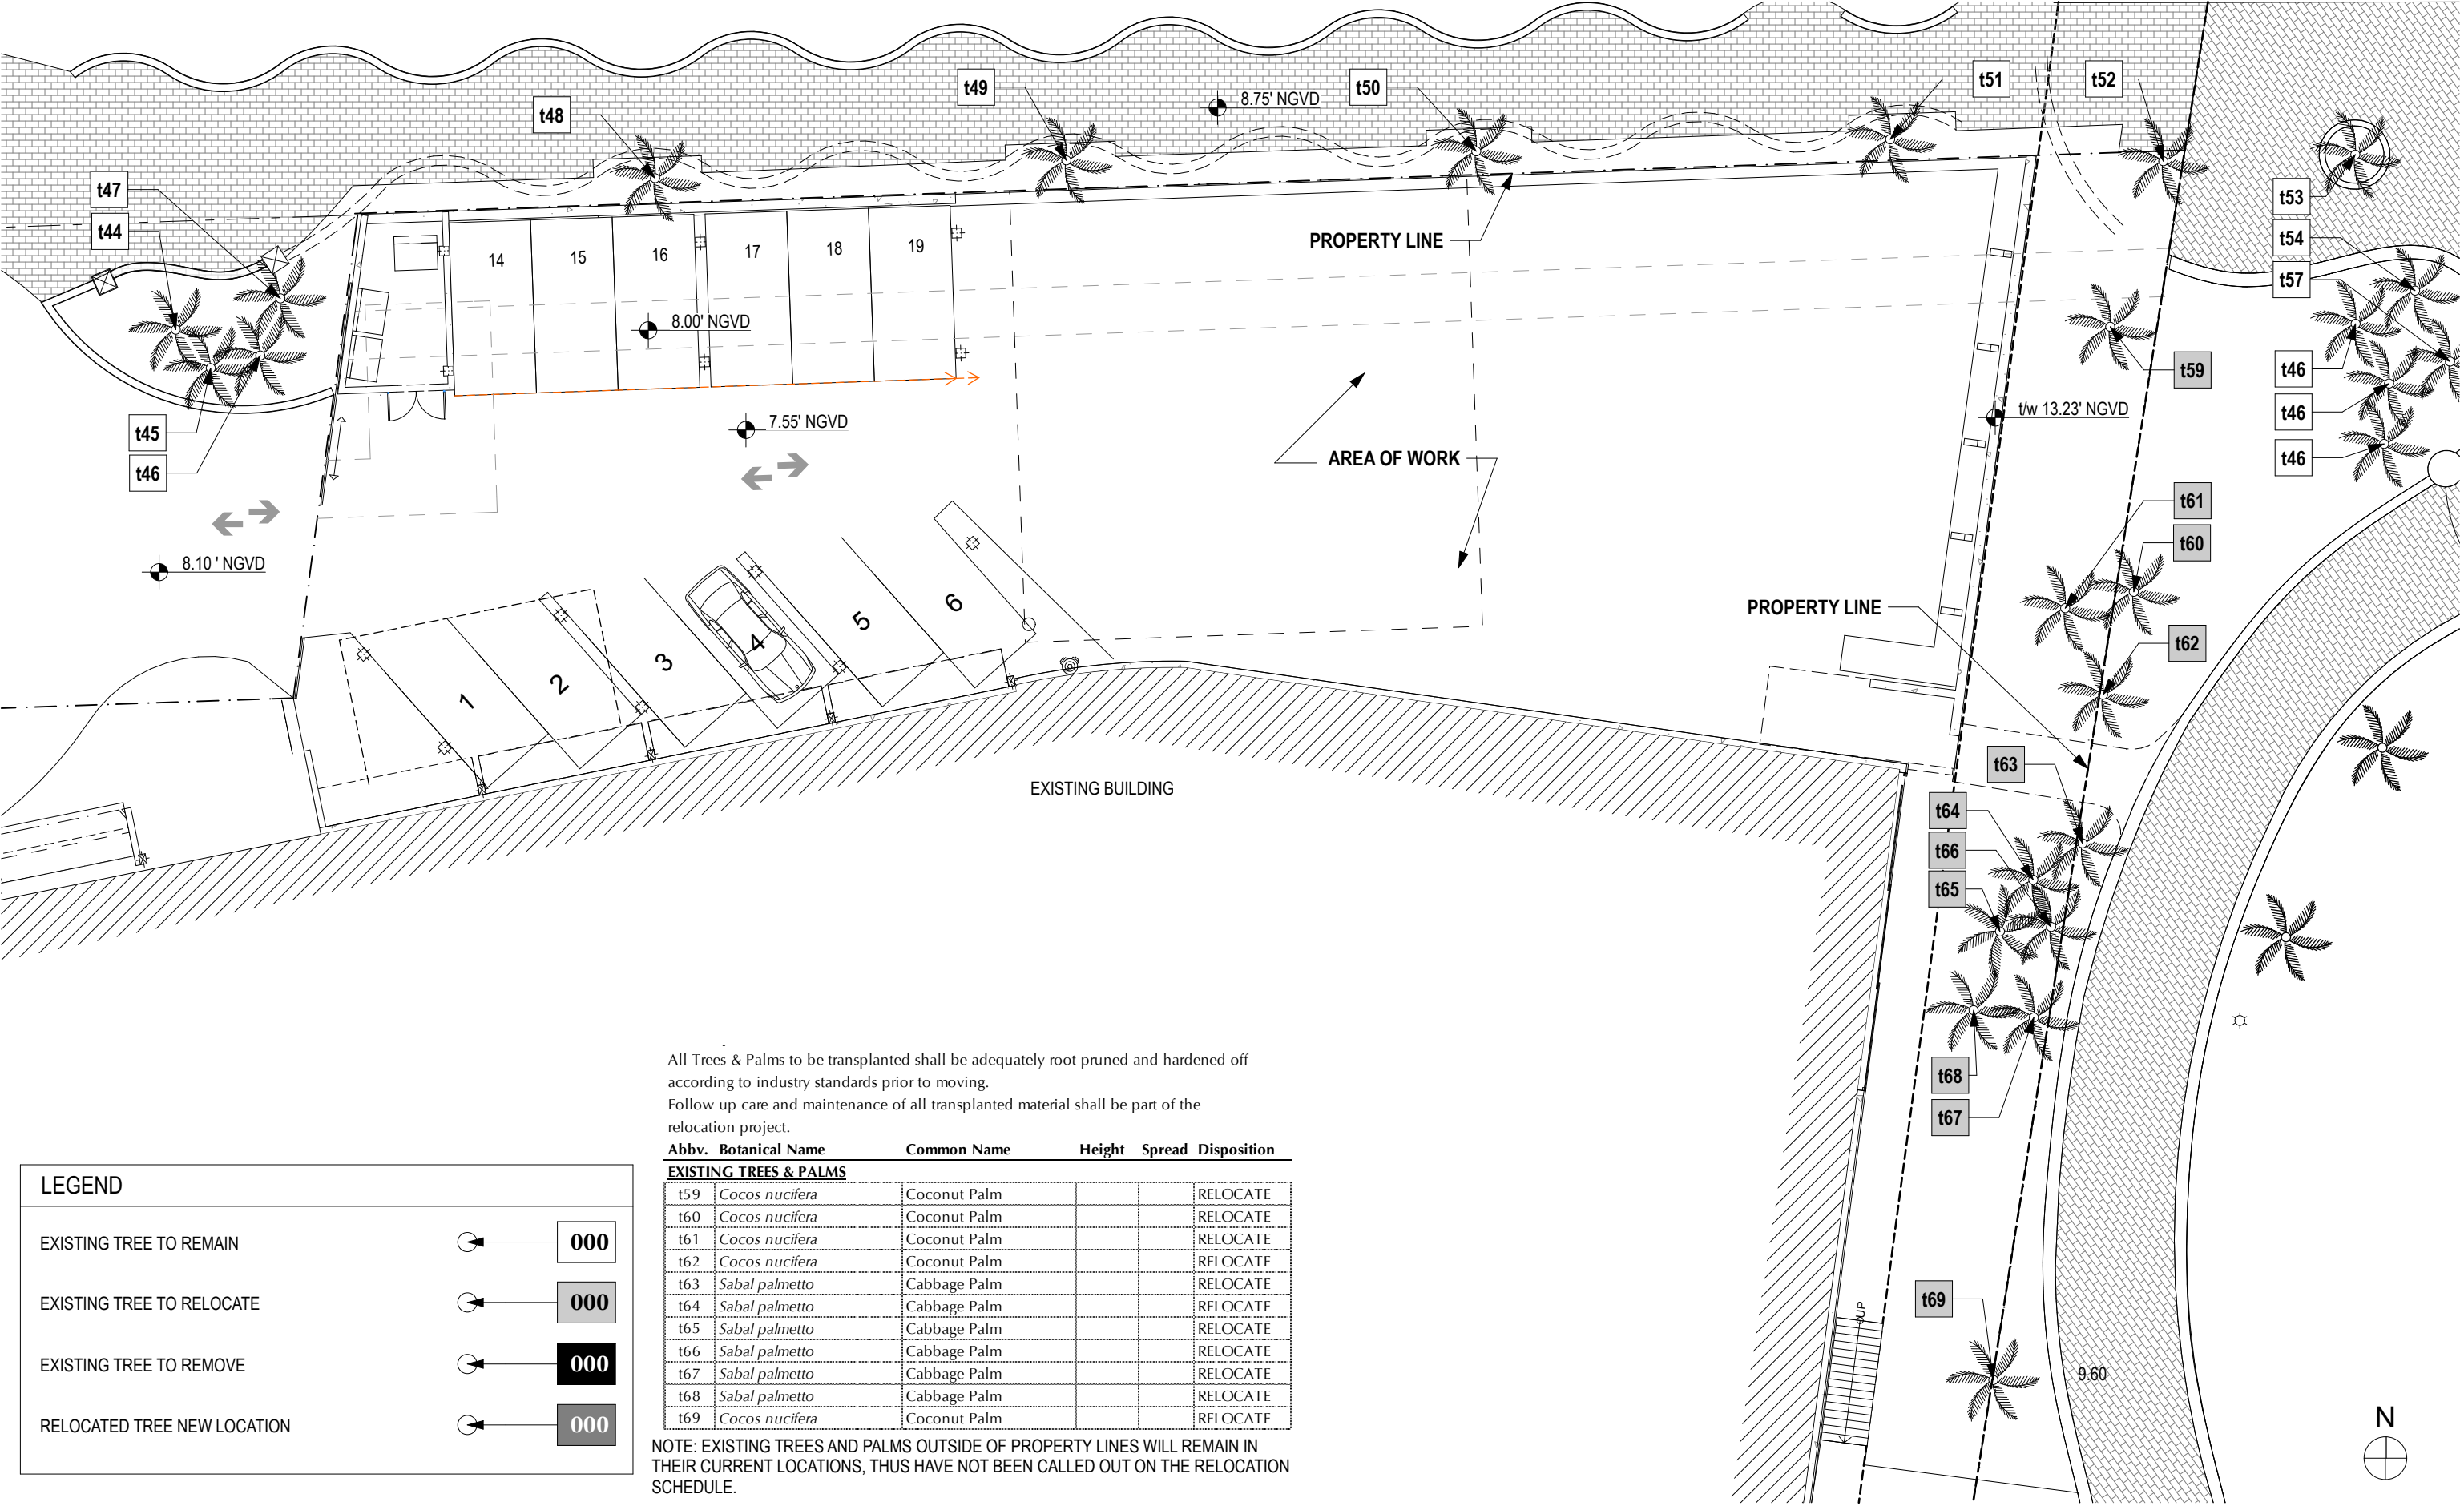 t51
t52
t49
t50
8.75' NGVD
t48
t47
t53
t44
t54
PROPERTY LINE
19
18
17
16
15
14
t57
8.00' NGVD
t59
t46
t/w 13.23' NGVD
t46
7.55' NGVD
t45
AREA OF WORK
t46
t46
t61
t60
8.10 ' NGVD
6
PROPERTY LINE
5
t62
4
3
2
1
t63
EXISTING BUILDING
t64
t66
t65
t68
t67
All Trees & Palms to be transplanted shall be adequately root pruned and hardened off
according to industry standards prior to moving.
Follow up care and maintenance of all transplanted material shall be part of the
relocation project.
Abbv. Botanical Name Common Name Height Spread Disposition
EXISTING TREES & PALMS
t59 Cocos nucifera Coconut Palm RELOCATE
t60 Cocos nucifera Coconut Palm RELOCATE
t61 Cocos nucifera Coconut Palm RELOCATE
t62 Cocos nucifera Coconut Palm RELOCATE
t63 Sabal palmetto Cabbage Palm RELOCATE
t64 Sabal palmetto Cabbage Palm RELOCATE
t65 Sabal palmetto Cabbage Palm RELOCATE
t66 Sabal palmetto Cabbage Palm RELOCATE
t67 Sabal palmetto Cabbage Palm RELOCATE
t68 Sabal palmetto Cabbage Palm RELOCATE
t69 Cocos nucifera Coconut Palm RELOCATE
NOTE: EXISTING TREES AND PALMS OUTSIDE OF PROPERTY LINES WILL REMAIN IN
THEIR CURRENT LOCATIONS, THUS HAVE NOT BEEN CALLED OUT ON THE RELOCATION
SCHEDULE.
LEGEND
EXISTING TREE TO REMAIN 000
EXISTING TREE TO RELOCATE 000
EXISTING TREE TO REMOVE 000
RELOCATED TREE NEW LOCATION 000
t69
UP
9.60
N